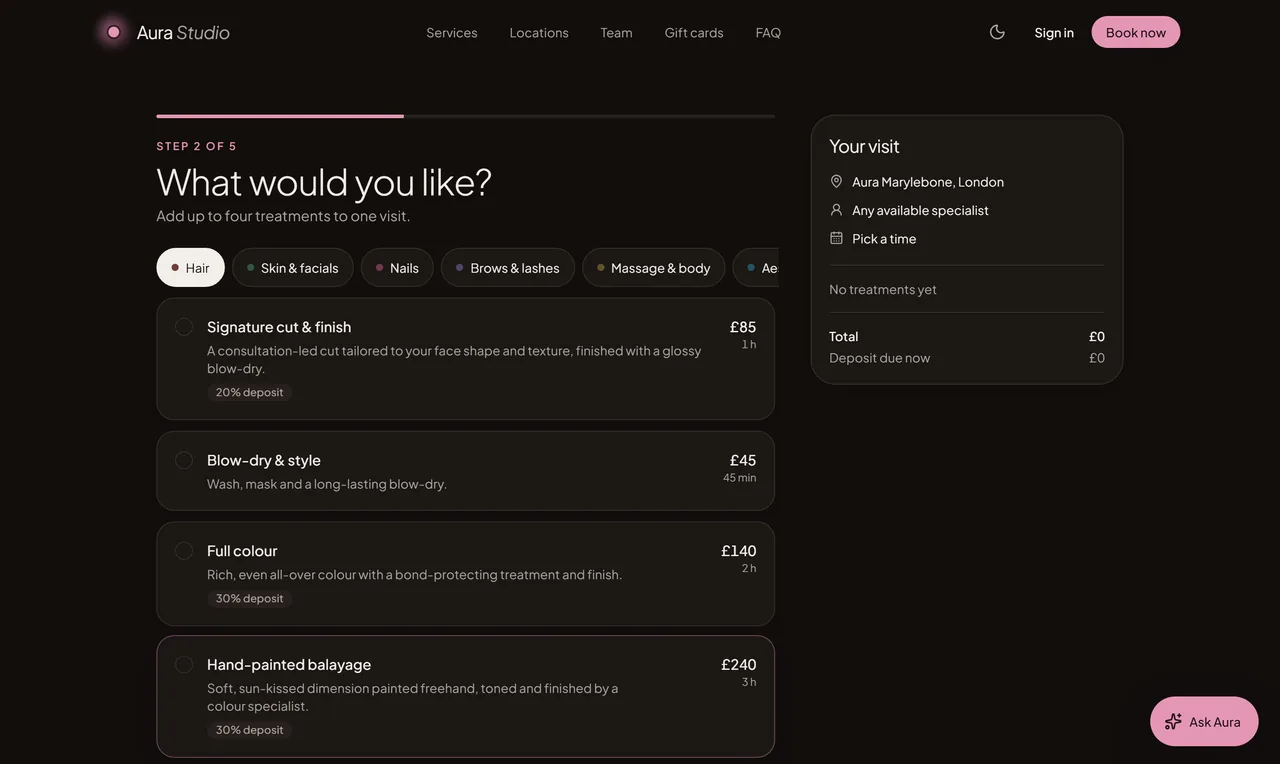 Aura Studio
Services
Locations
Team
Gift cards
FAQ
Sign in
Book now
STEP 2 OF 5
What would you like?
Add up to four treatments to one visit.
Hair
Skin & facials
Nails
Brows & lashes
Massage & body
Ae
Signature cut & finish
£85
A consultation-led cut tailored to your face shape and texture, finished with a glossy
blow-dry.
1 h
20% deposit
Blow-dry & style
£45
Wash, mask and a long-lasting blow-dry.
45 min
Full colour
£140
Rich, even all-over colour with a bond-protecting treatment and finish.
2 h
30% deposit
Hand-painted balayage
£240
Soft, sun-kissed dimension painted freehand, toned and finished by a
colour specialist.
3 h
30% deposit
Your visit
Aura Marylebone, London
Any available specialist
Pick a time
No treatments yet
Total
£0
Deposit due now
£0
Ask Aura